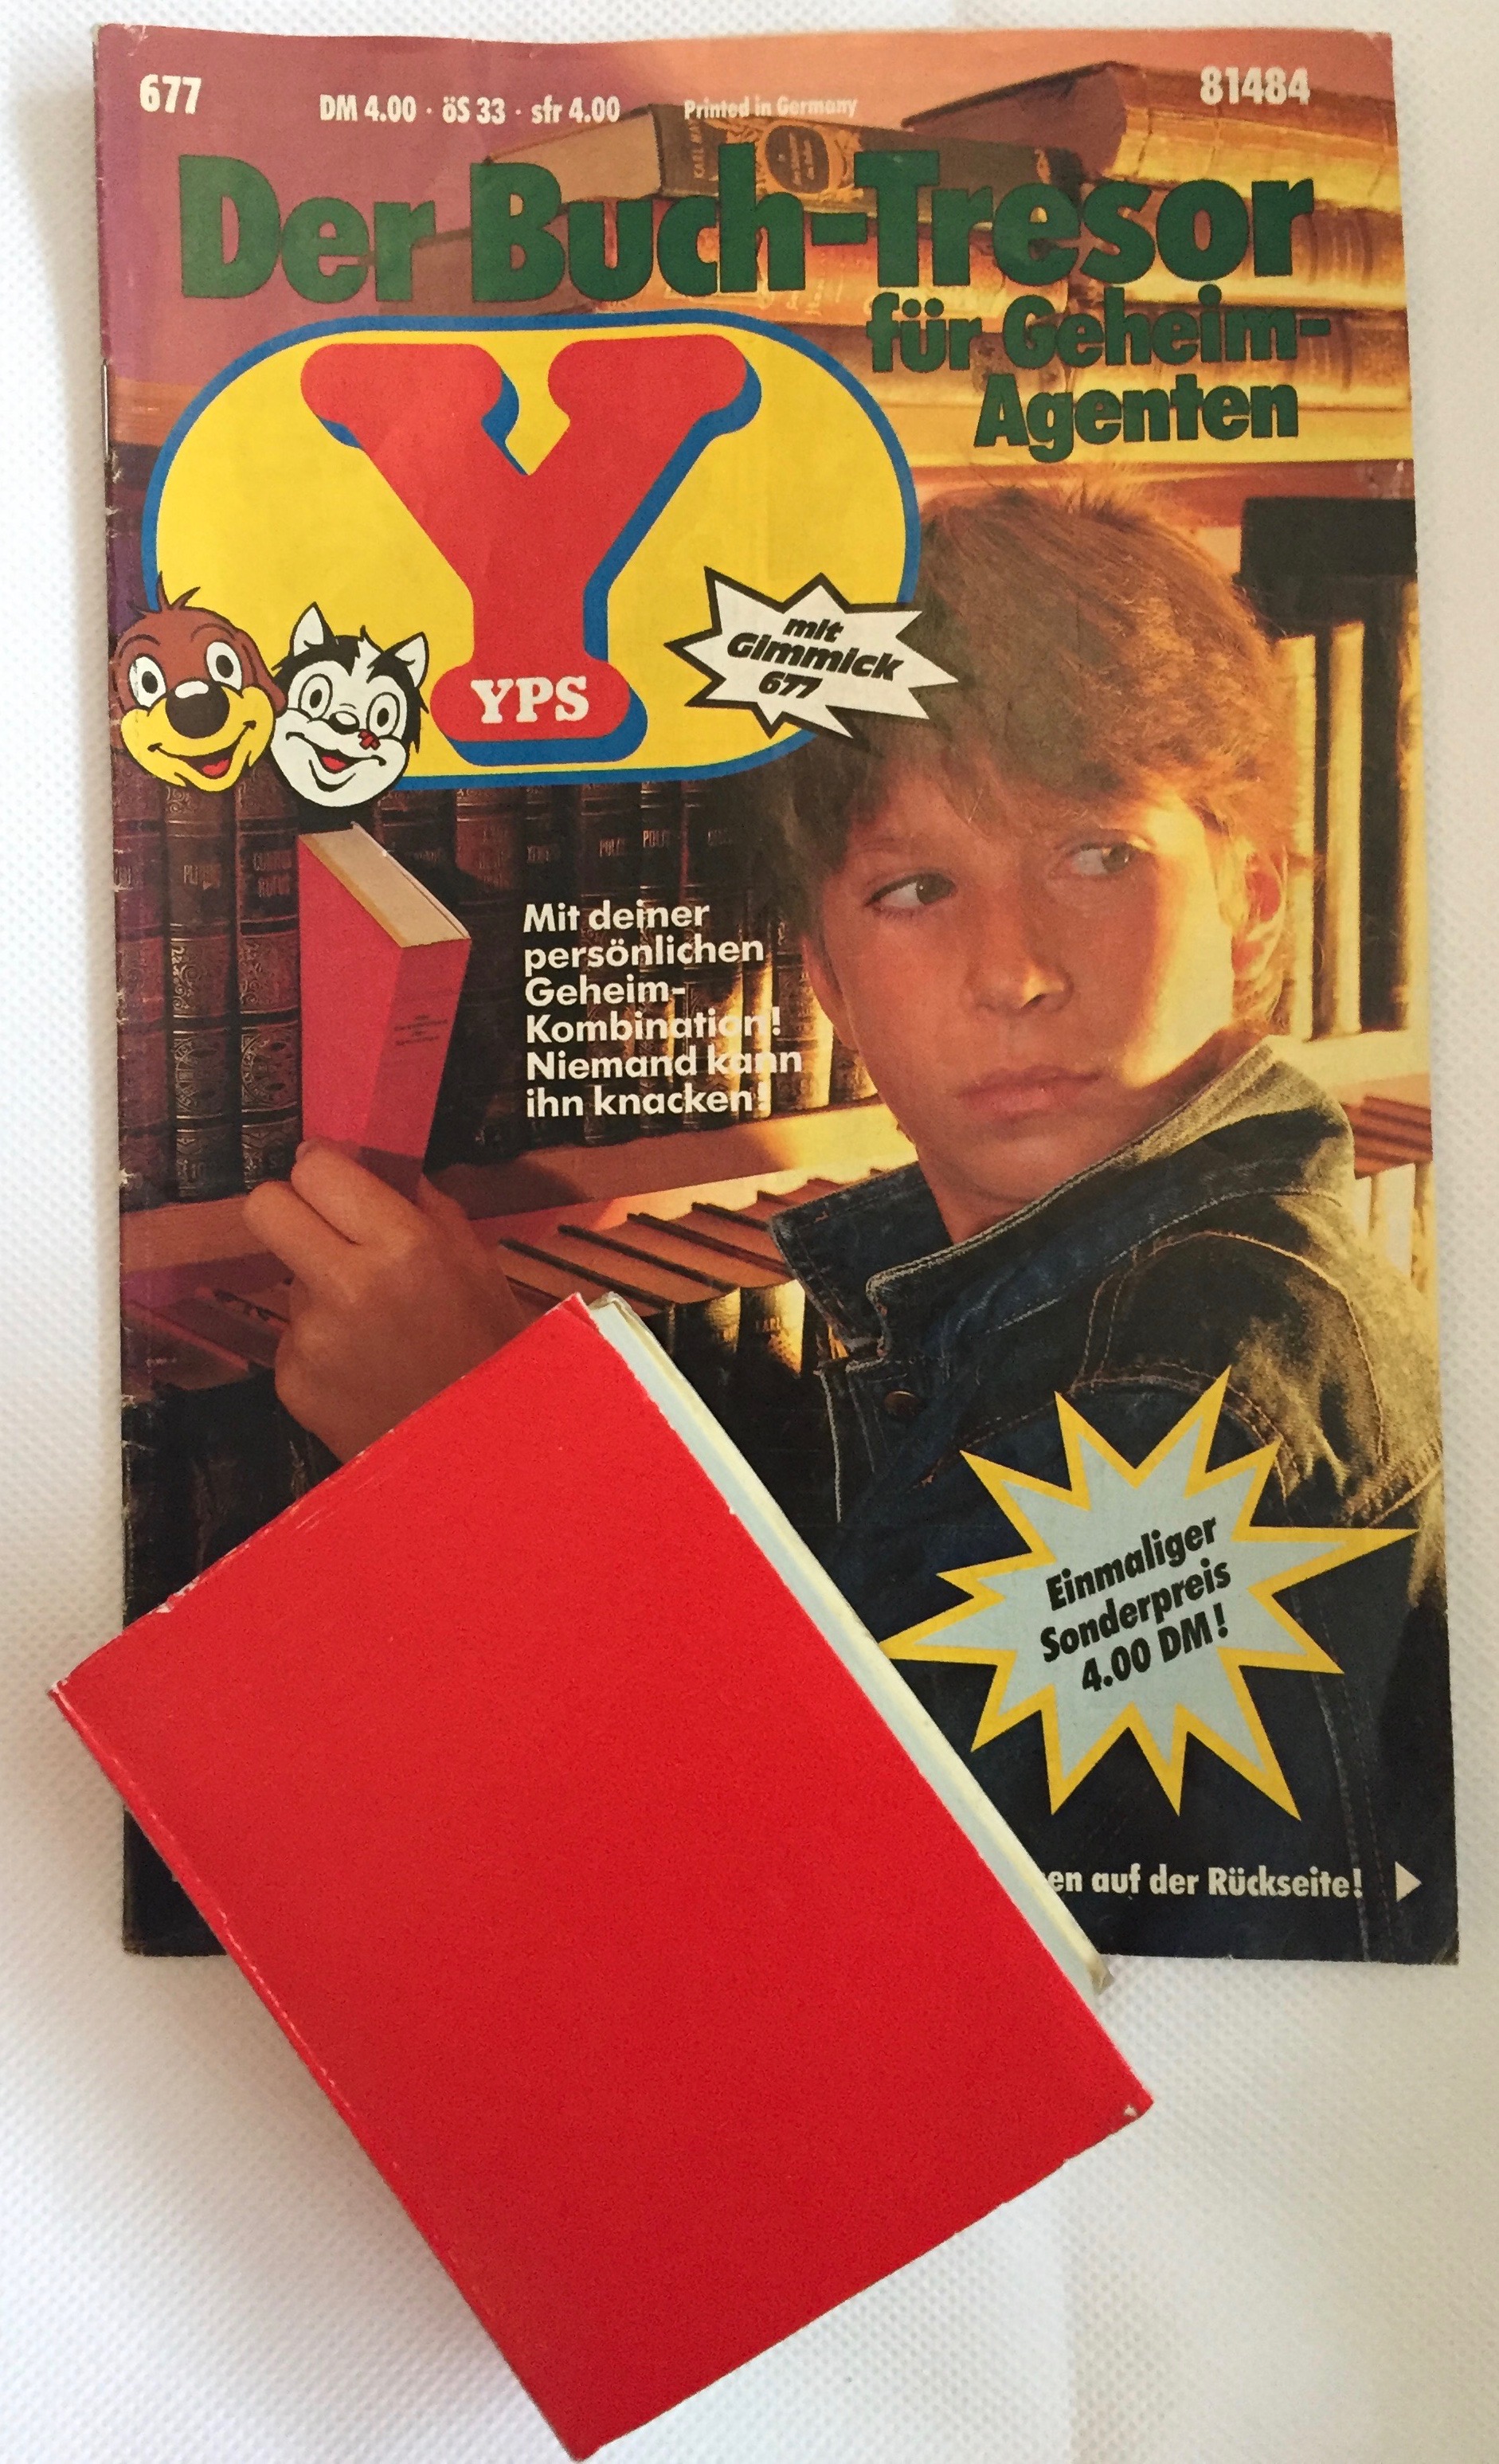 677
DM 4.00 · öS 33 · sfr 4.00
Printed in Germany
81484
Der Buch-Tresor
für Geheim-
Agenten
YPS
mit
Gimmick
677
Mit deiner
persönlichen
Geheim-
Kombination!
Niemand kann
ihn knacken!
Einmaliger
Sonderpreis
4.00 DM!
en auf der Rückseite!